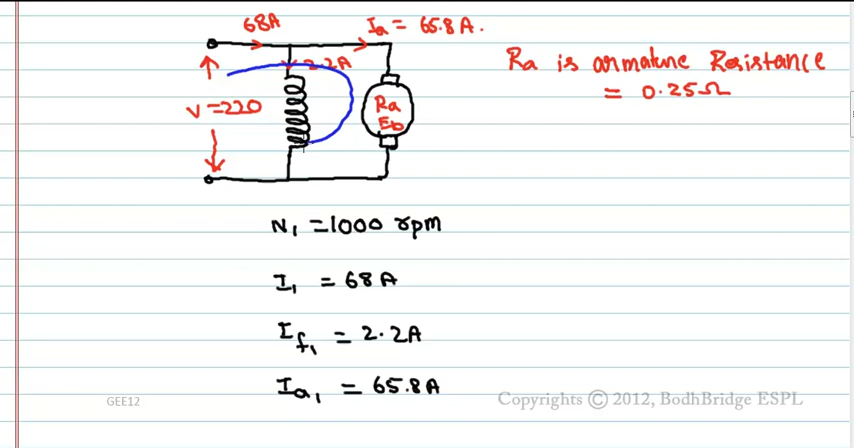 68A
Ia = 65.8A.
2.2A
Ra is armature Resistance
= 0.25Ω
V = 220
Ra
Eb
N1 = 1000 rpm
I1 = 68A
If1 = 2.2A
Ia1 = 65.8A
GEE12
Copyrights © 2012, BodhBridge ESPL